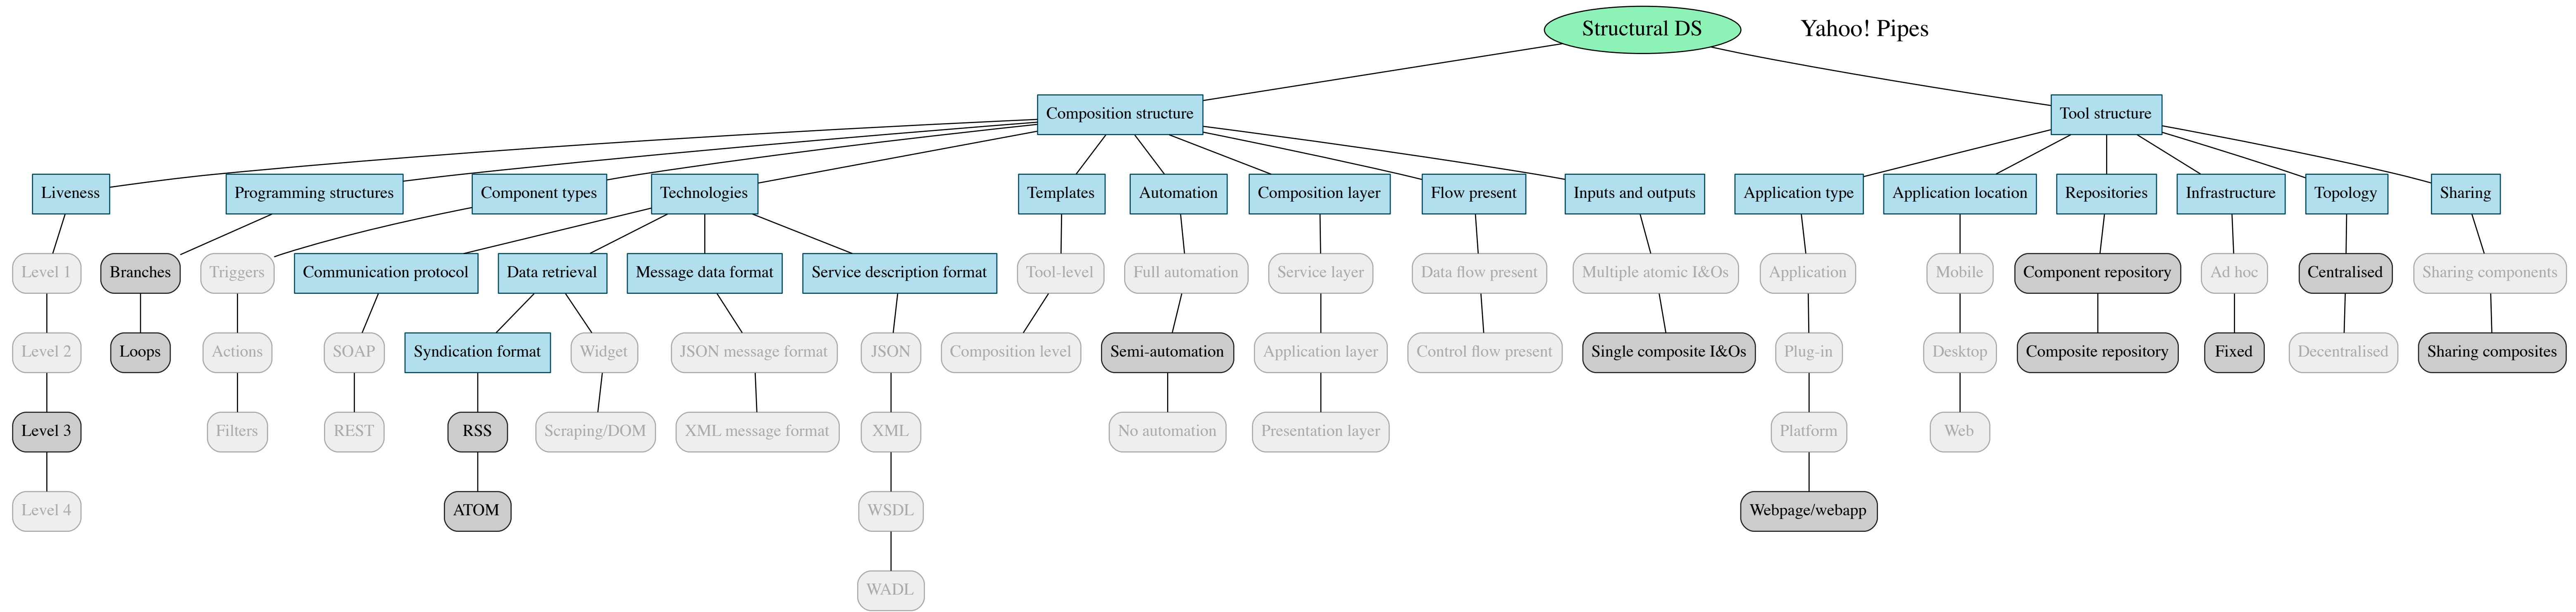 Structural DS
Yahoo! Pipes
Composition structure
Tool structure
Liveness
Programming structures
Component types
Technologies
Templates
Automation
Composition layer
Flow present
Inputs and outputs
Application type
Application location
Repositories
Infrastructure
Topology
Sharing
Level 1
Branches
Triggers
Communication protocol
Data retrieval
Message data format
Service description format
Tool-level
Full automation
Service layer
Data flow present
Multiple atomic I&Os
Application
Mobile
Component repository
Ad hoc
Centralised
Sharing components
Level 2
Loops
Actions
SOAP
Syndication format
Widget
JSON message format
JSON
Composition level
Semi-automation
Application layer
Control flow present
Single composite I&Os
Plug-in
Desktop
Composite repository
Fixed
Decentralised
Sharing composites
Level 3
Filters
REST
RSS
Scraping/DOM
XML message format
XML
No automation
Presentation layer
Platform
Web
Level 4
ATOM
WSDL
Webpage/webapp
WADL